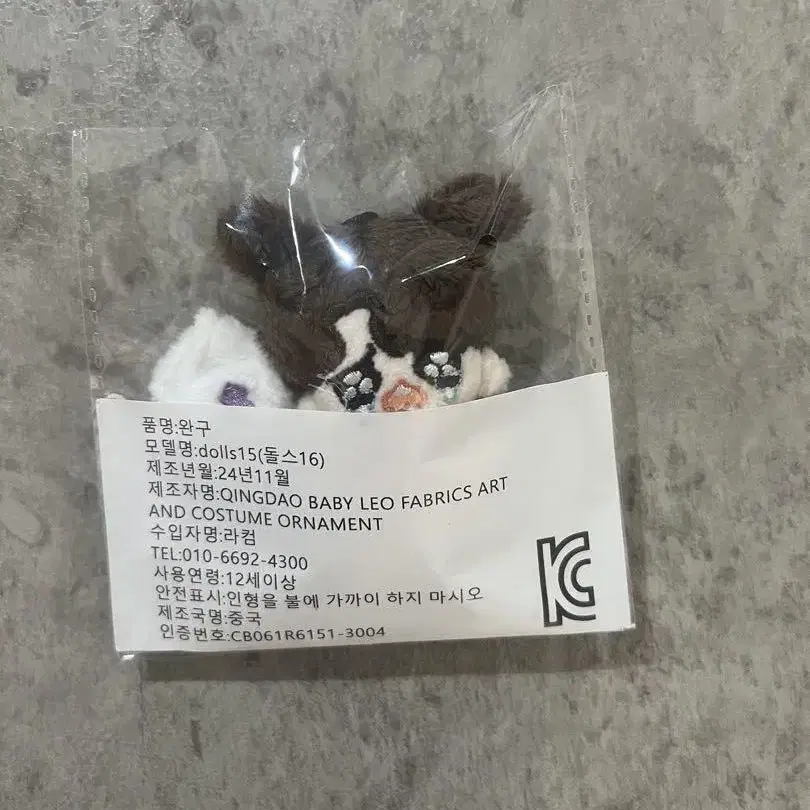 품명:완구
모델명:dolls15(돌스16)
제조년월:24년11월
제조자명:QINGDAO BABY LEO FABRICS ART
AND COSTUME ORNAMENT
수입자명:라컴
TEL:010-6692-4300
사용연령:12세이상
안전표시:인형을 불에 가까이 하지 마시오
제조국명:중국
인증번호:CB061R6151-3004
KC